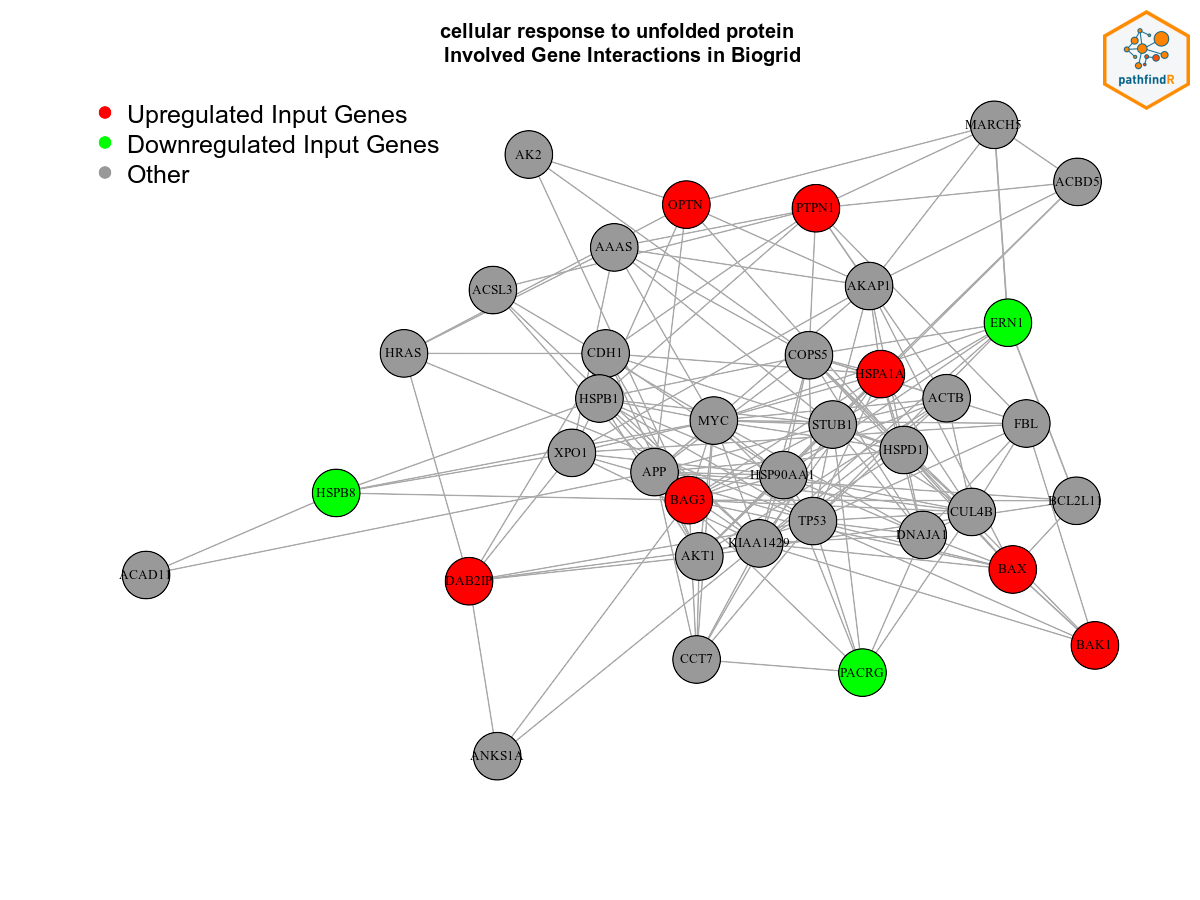 cellular response to unfolded protein
Involved Gene Interactions in Biogrid
pathfindR
Upregulated Input Genes
Downregulated Input Genes
Other
MARCH5
AK2
ACBD5
OPTN
PTPN1
AAAS
AKAP1
ACSL3
ERN1
HRAS
CDH1
COPS5
HSPA1A
HSPB1
ACTB
MYC
STUB1
FBL
XPO1
HSPD1
APP
HSP90AA1
HSPB8
BAG3
BCL2L11
CUL4B
TP53
DNAJA1
KIAA1429
AKT1
BAX
ACAD11
DAB2IP
BAK1
CCT7
PACRG
ANKS1A